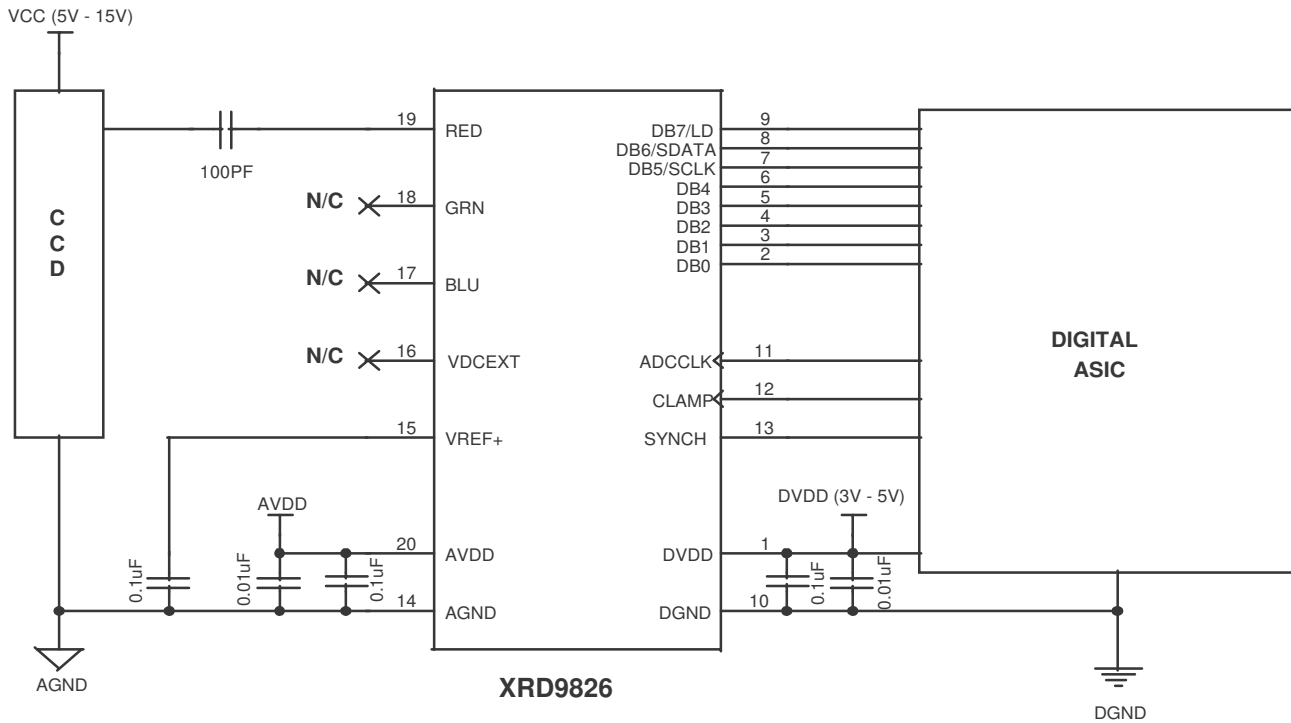 VCC (5V - 15V)
C
C
D
100PF
19
RED
N/C
18
GRN
N/C
17
BLU
N/C
16
VDCEXT
15
VREF+
AVDD
20
AVDD
0.1uF
0.01uF
0.1uF
14
AGND
AGND
DB7/LD
9
DB6/SDATA
8
DB5/SCLK
7
DB4
6
DB3
5
DB2
4
DB1
3
DB0
2
ADCCLK
11
CLAMP
12
SYNCH
13
DVDD (3V - 5V)
DVDD
1
0.1uF
0.01uF
DGND
10
XRD9826
DIGITAL
ASIC
DGND